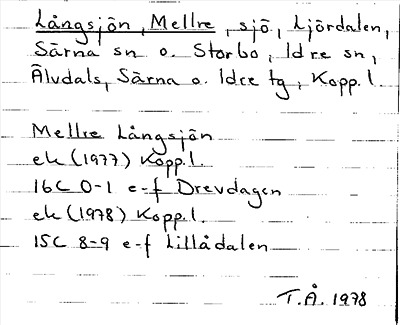 Långsjön, Mellre, sjö, Ljördalen,
Särna sn o. Storbo, Idre sn,
Älvdals, Särna o. Idre tg, Kopp.l.
Mellre Långsjön
ek (1977) Kopp.l.
16C 0-1 e-f Drevdagen
ek (1978) Kopp.l.
15C 8-9 e-f Lillådalen
T.Å. 1978